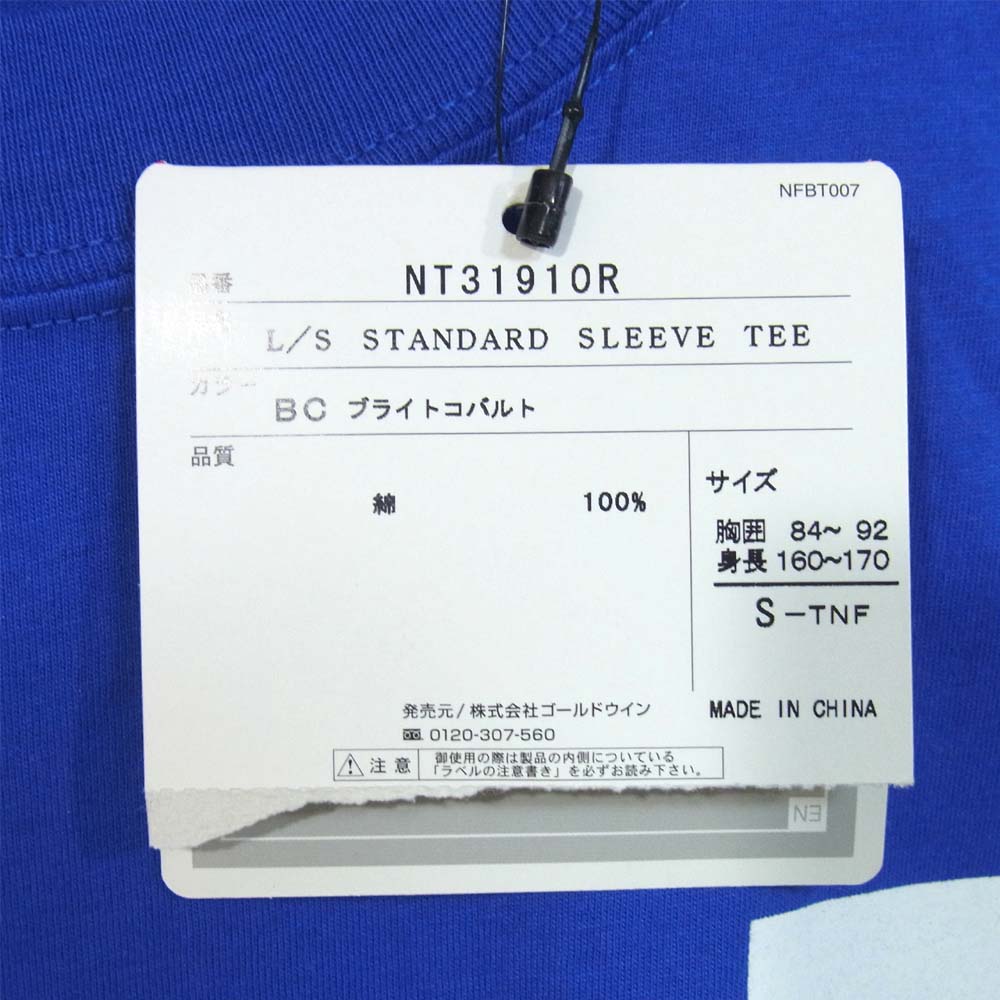 NFBT007
品番
NT31910R
L/S STANDARD SLEEVE TEE
カラー
BC ブライトコバルト
品質
綿 100%
サイズ
胸囲 84~ 92
身長 160~170
S-TNF
発売元/株式会社ゴールドウイン
0120-307-560
MADE IN CHINA
注意
御使用の際は製品の内側についている
「ラベルの注意書き」を必ずお読み下さい。